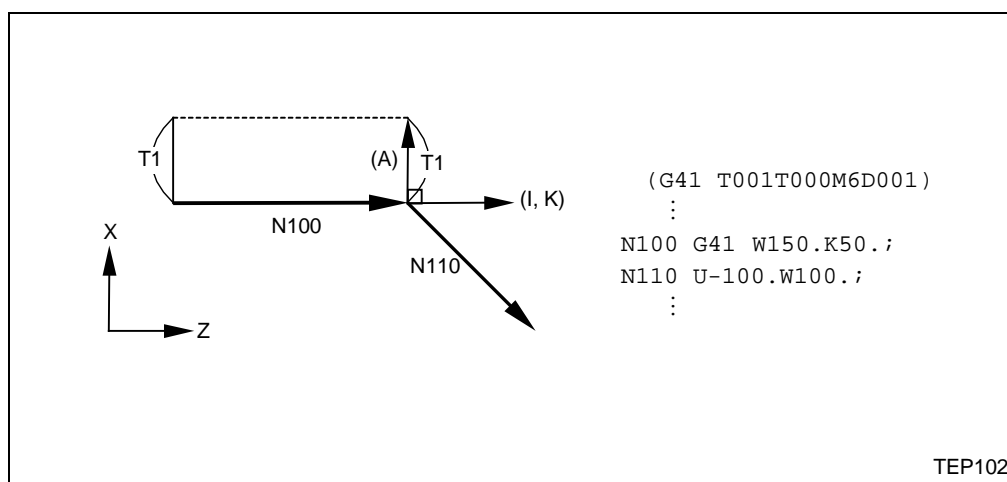 T1
(A)
T1
(G41 T001T000M6D001)
(I, K)
N100
⋮
X
N100 G41 W150.K50.;
N110
N110 U-100.W100.;
⋮
Z
TEP102